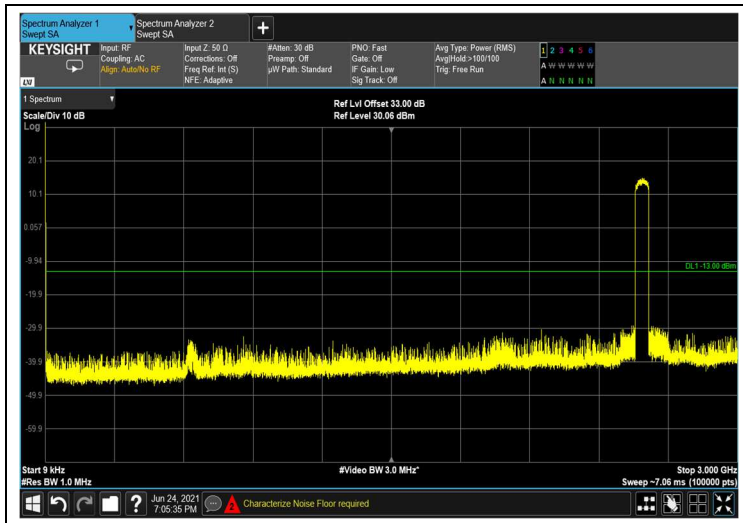 Spectrum Analyzer 1
Swept SA
Spectrum Analyzer 2
Swept SA
+
KEYSIGHT
Input: RF
Coupling: AC
Align: Auto/No RF
Input Z: 50 Ω
Corrections: Off
Freq Ref: Int (S)
NFE: Adaptive
#Atten: 30 dB
Preamp: Off
µW Path: Standard
PNO: Fast
Gate: Off
IF Gain: Low
Sig Track: Off
Avg Type: Power (RMS)
Avg|Hold:>100/100
Trig: Free Run
1 2 3 4 5 6
A W W W W W
A N N N N N
LXI
1 Spectrum
Scale/Div 10 dB
Log
Ref Lvl Offset 33.00 dB
Ref Level 30.06 dBm
20.1
10.1
0.057
-9.94
DL1 -13.00 dBm
-19.9
-29.9
-39.9
-49.9
-59.9
Start 9 kHz
#Res BW 1.0 MHz
#Video BW 3.0 MHz*
Stop 3.000 GHz
Sweep ~7.06 ms (100000 pts)
?
Jun 24, 2021
7:05:35 PM
2
Characterize Noise Floor required